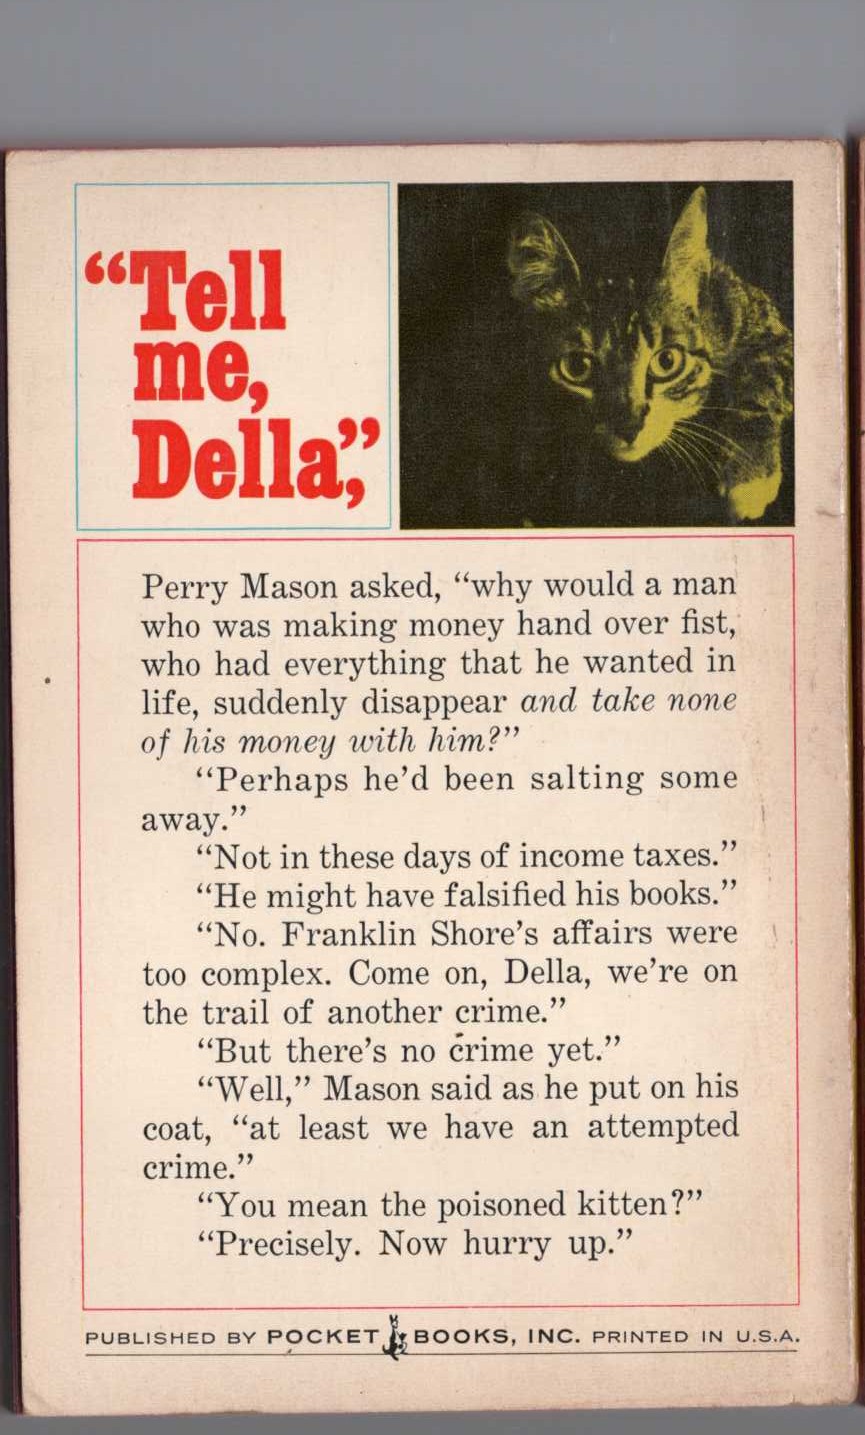 “Tell
me,
Della,”
Perry Mason asked, “why would a man
who was making money hand over fist,
who had everything that he wanted in
life, suddenly disappear and take none
of his money with him?”
“Perhaps he’d been salting some
away.”
“Not in these days of income taxes.”
“He might have falsified his books.”
“No. Franklin Shore’s affairs were
too complex. Come on, Della, we’re on
the trail of another crime.”
“But there’s no crime yet.”
“Well,” Mason said as he put on his
coat, “at least we have an attempted
crime.”
“You mean the poisoned kitten?”
“Precisely. Now hurry up.”
PUBLISHED BY POCKET BOOKS, INC. PRINTED IN U.S.A.